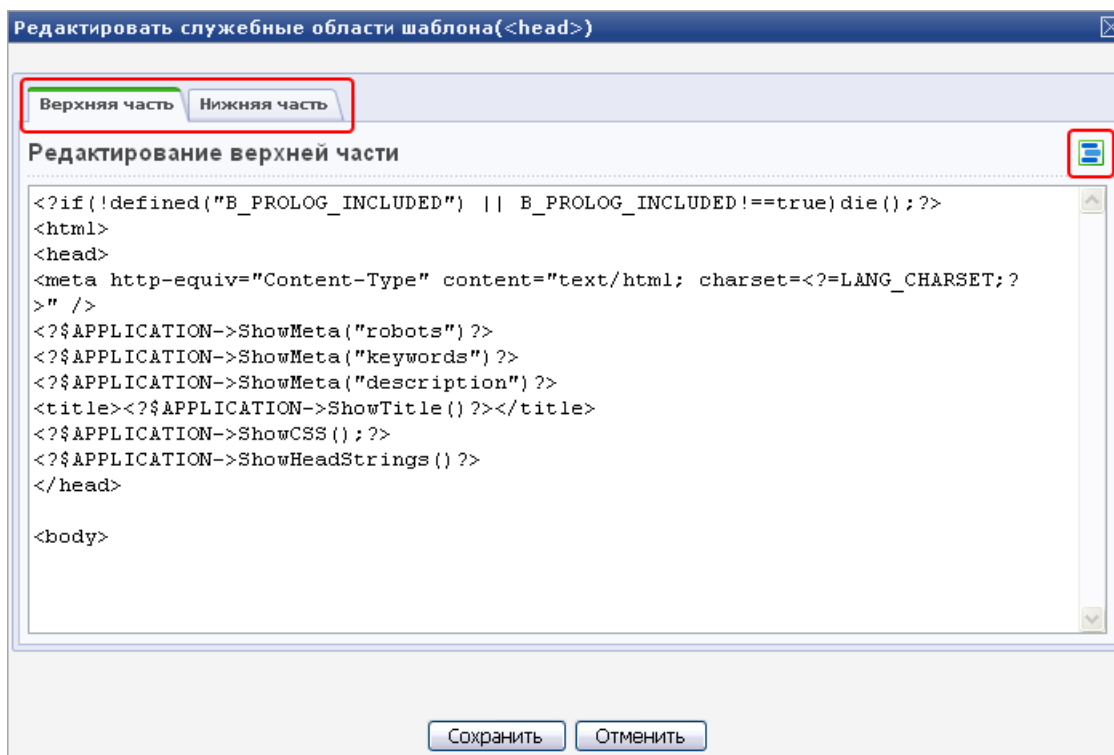 Редактировать служебные области шаблона(<head>)
Верхняя часть Нижняя часть
Редактирование верхней части
<?if(!defined("B_PROLOG_INCLUDED") || B_PROLOG_INCLUDED!==true)die();?>
<html>
<head>
<meta http-equiv="Content-Type" content="text/html; charset=<?=LANG_CHARSET;?
>" />
<?$APPLICATION->ShowMeta("robots")?>
<?$APPLICATION->ShowMeta("keywords")?>
<?$APPLICATION->ShowMeta("description")?>
<title><?$APPLICATION->ShowTitle()?></title>
<?$APPLICATION->ShowCSS();?>
<?$APPLICATION->ShowHeadStrings()?>
</head>
<body>
Сохранить Отменить